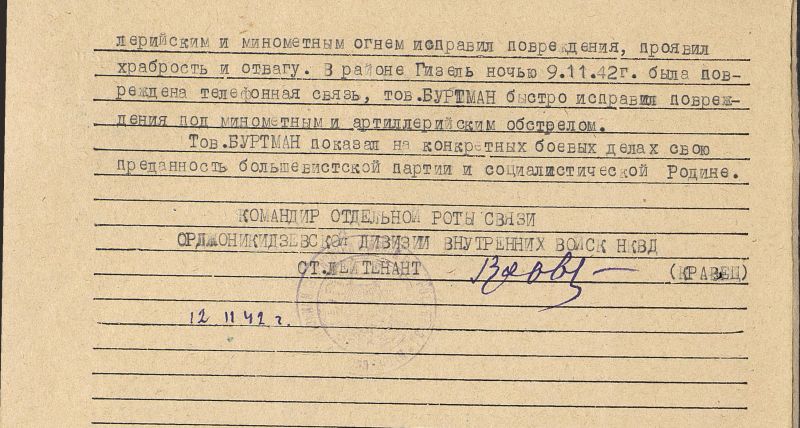 лерийским и минометным огнем исправил повреждения, проявил
храбрость и отвагу. В районе Гизель ночью 9.11.42г. была пов-
реждена телефонная связь, тов.БУРТМАН быстро исправил повреж-
дения под минометным и артиллерийским обстрелом.
Тов.БУРТМАН показал на конкретных боевых делах свою
преданность большевистской партии и социалистической Родине.
КОМАНДИР ОТДЕЛЬНОЙ РОТЫ СВЯЗИ
ОРДЖОНИКИДЗЕВСКОЙ ДИВИЗИИ ВНУТРЕННИХ ВОЙСК НКВД
СТ.ЛЕЙТЕНАНТ (КРАВЕЦ)
12 11 42 г.